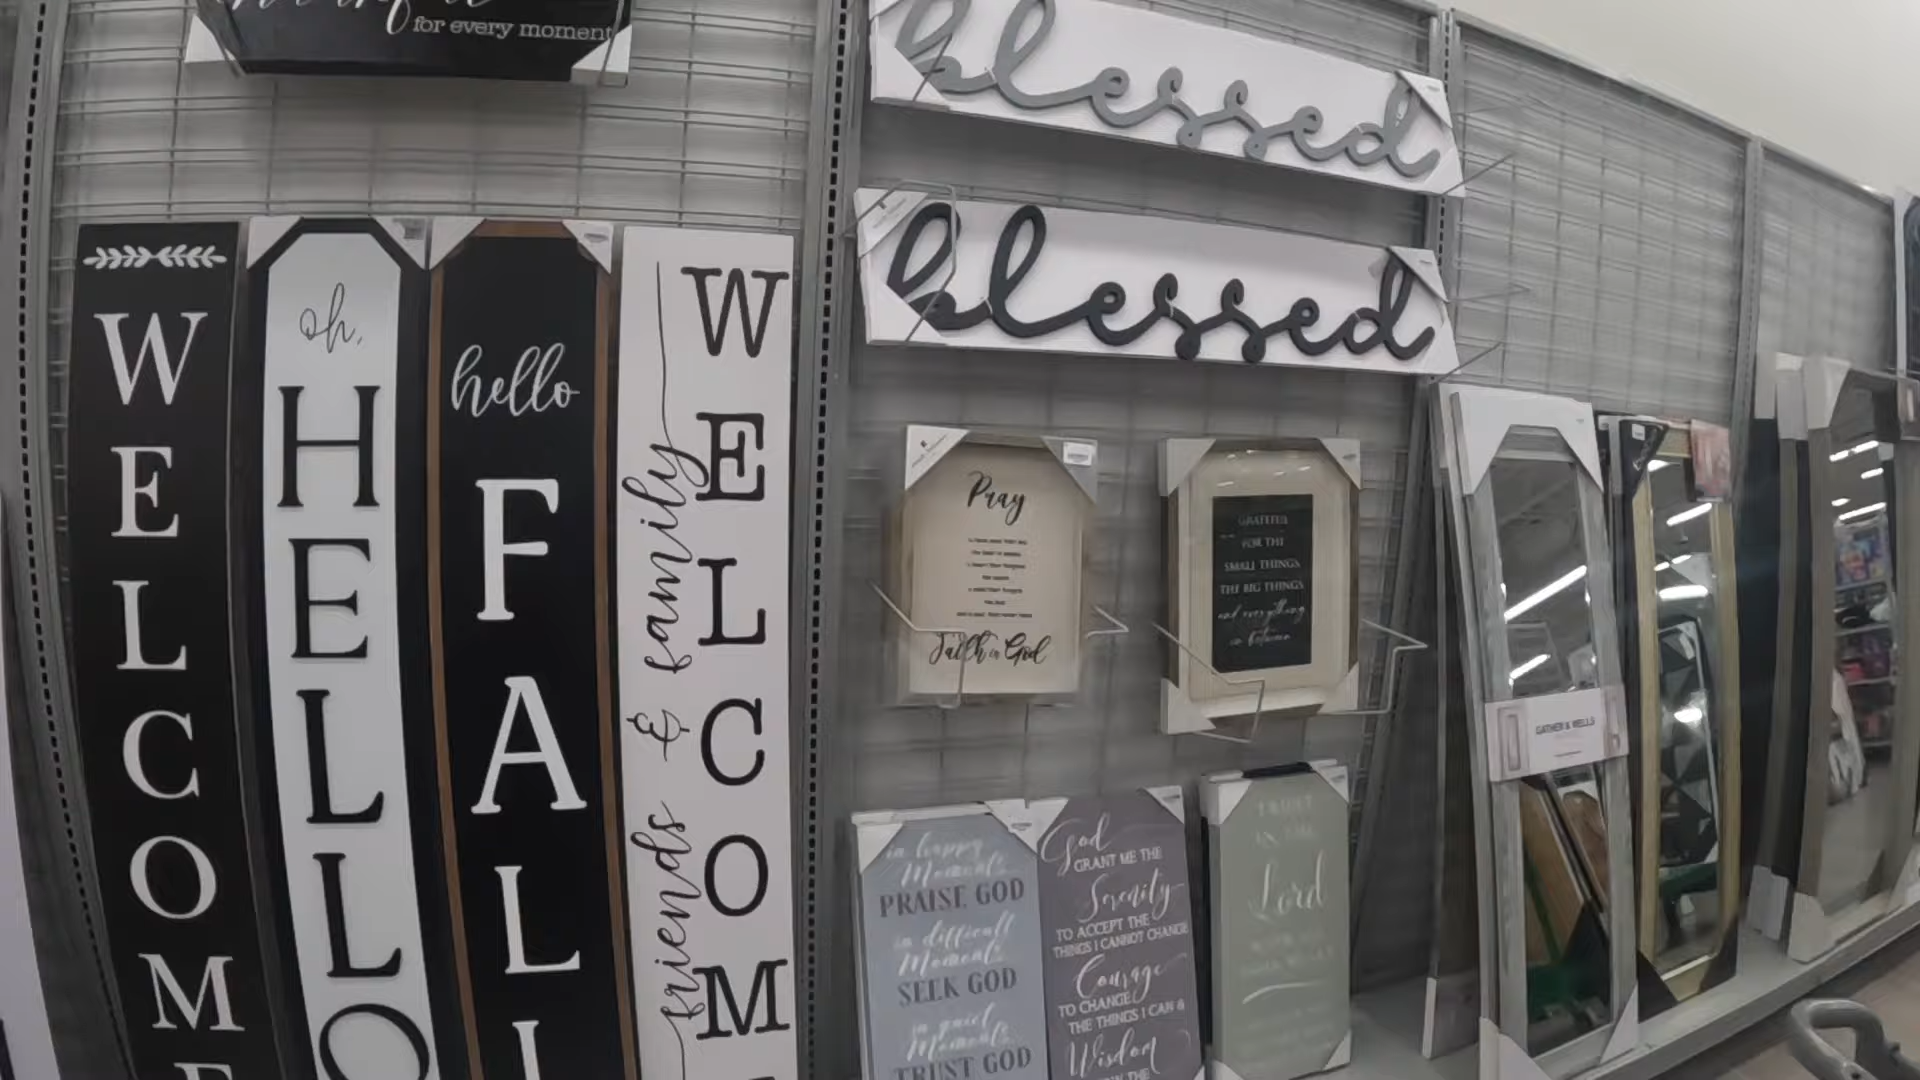 for every moment
blessed
blessed
WELCOME
oh,
HELLO
hello
FALL
WELCOME
friends & family
Pray
Faith in God
GRATEFUL
FOR THE
SMALL THINGS
THE BIG THINGS
and everything
in between
GATHER & WELLS
in happy
Moments,
PRAISE GOD
in difficult
Moments,
SEEK GOD
in quiet
Moments,
TRUST GOD
God
GRANT ME THE
Serenity
TO ACCEPT THE
THINGS I CANNOT CHANGE
Courage
TO CHANGE
THE THINGS I CAN &
Wisdom
TRUST
IN THE
Lord